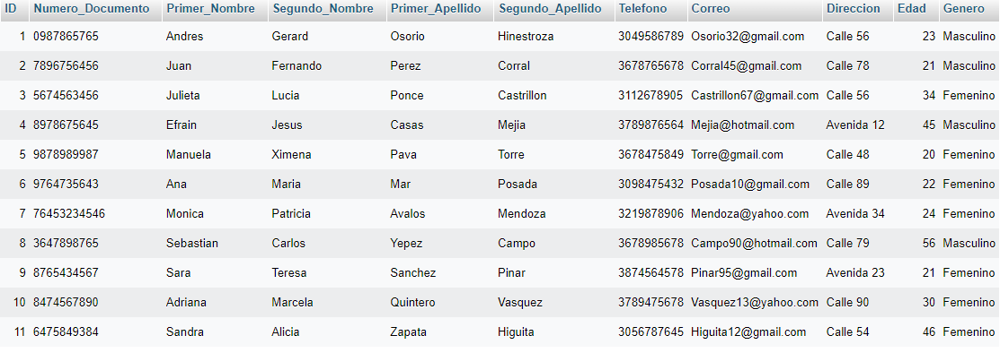 ID Numero_Documento Primer_Nombre Segundo_Nombre Primer_Apellido Segundo_Apellido Telefono Correo Direccion Edad Genero
1 0987865765 Andres Gerard Osorio Hinestroza 3049586789 Osorio32@gmail.com Calle 56 23 Masculino
2 7896756456 Juan Fernando Perez Corral 3678765678 Corral45@gmail.com Calle 78 21 Masculino
3 5674563456 Julieta Lucia Ponce Castrillon 3112678905 Castrillon67@gmail.com Calle 56 34 Femenino
4 8978675645 Efrain Jesus Casas Mejia 3789876564 Mejia@hotmail.com Avenida 12 45 Masculino
5 9878989987 Manuela Ximena Pava Torre 3678475849 Torre@gmail.com Calle 48 20 Femenino
6 9764735643 Ana Maria Mar Posada 3098475432 Posada10@gmail.com Calle 89 22 Femenino
7 76453234546 Monica Patricia Avalos Mendoza 3219878906 Mendoza@yahoo.com Avenida 34 24 Femenino
8 3647898765 Sebastian Carlos Yepez Campo 3678985678 Campo90@hotmail.com Calle 79 56 Masculino
9 8765434567 Sara Teresa Sanchez Pinar 3874564578 Pinar95@gmail.com Avenida 23 21 Femenino
10 8474567890 Adriana Marcela Quintero Vasquez 3789475678 Vasquez13@yahoo.com Calle 90 30 Femenino
11 6475849384 Sandra Alicia Zapata Higuita 3056787645 Higuita12@gmail.com Calle 54 46 Femenino